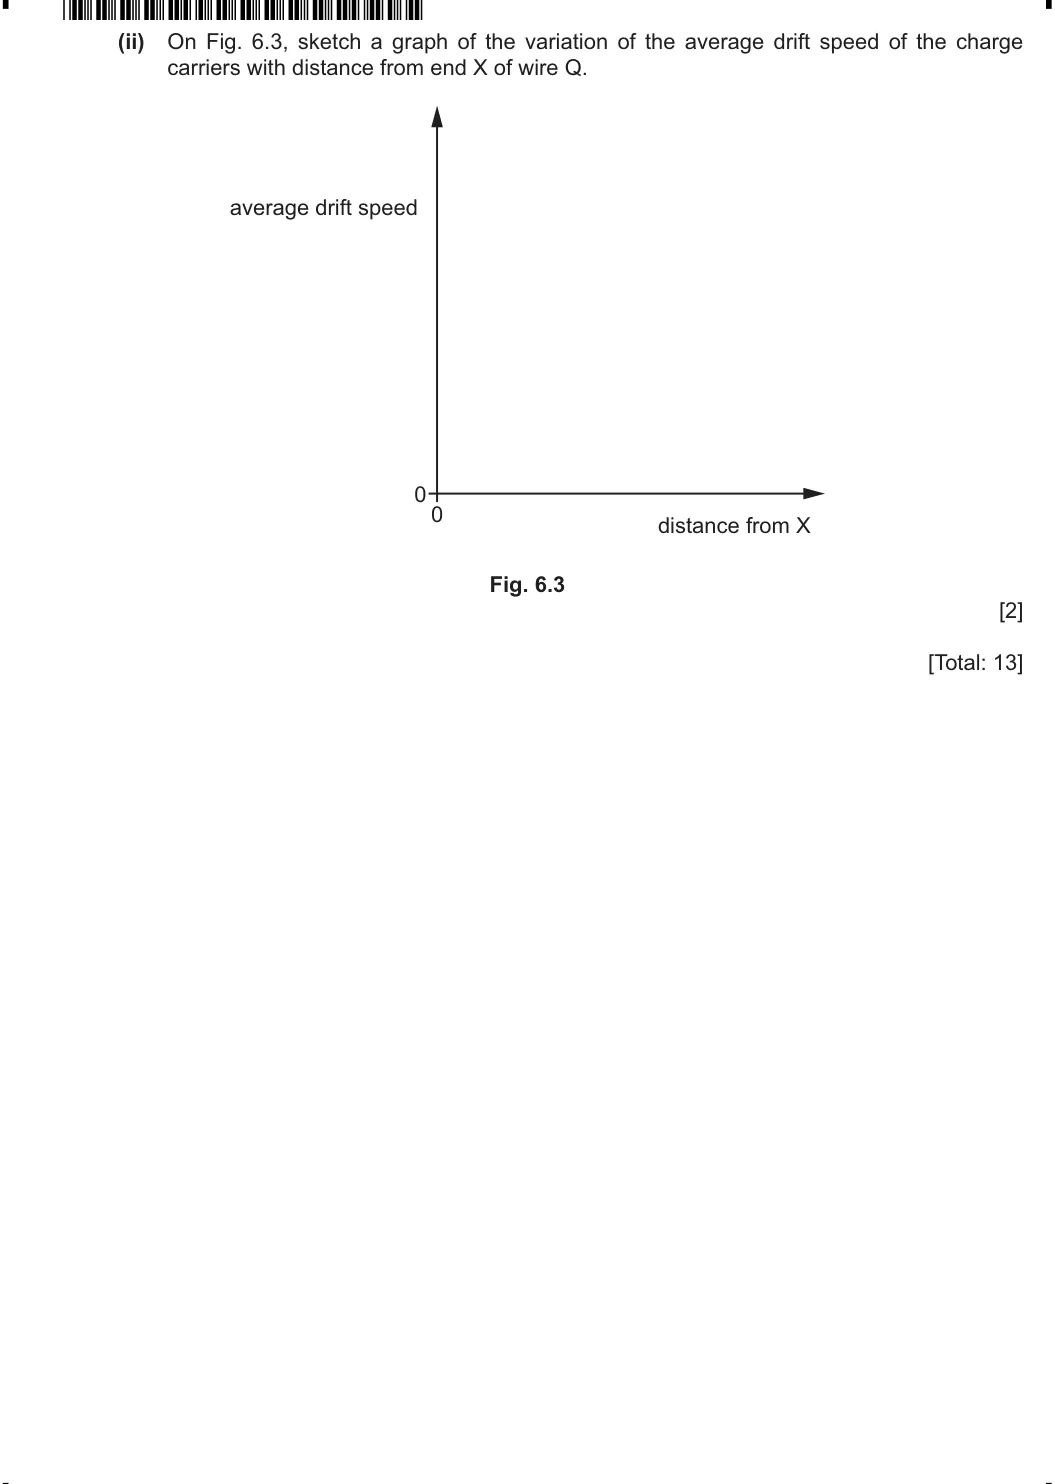 (ii) On Fig. 6.3, sketch a graph of the variation of the average drift speed of the charge
carriers with distance from end X of wire Q.
average drift speed
0
0
distance from X
Fig. 6.3
[2]
[Total: 13]